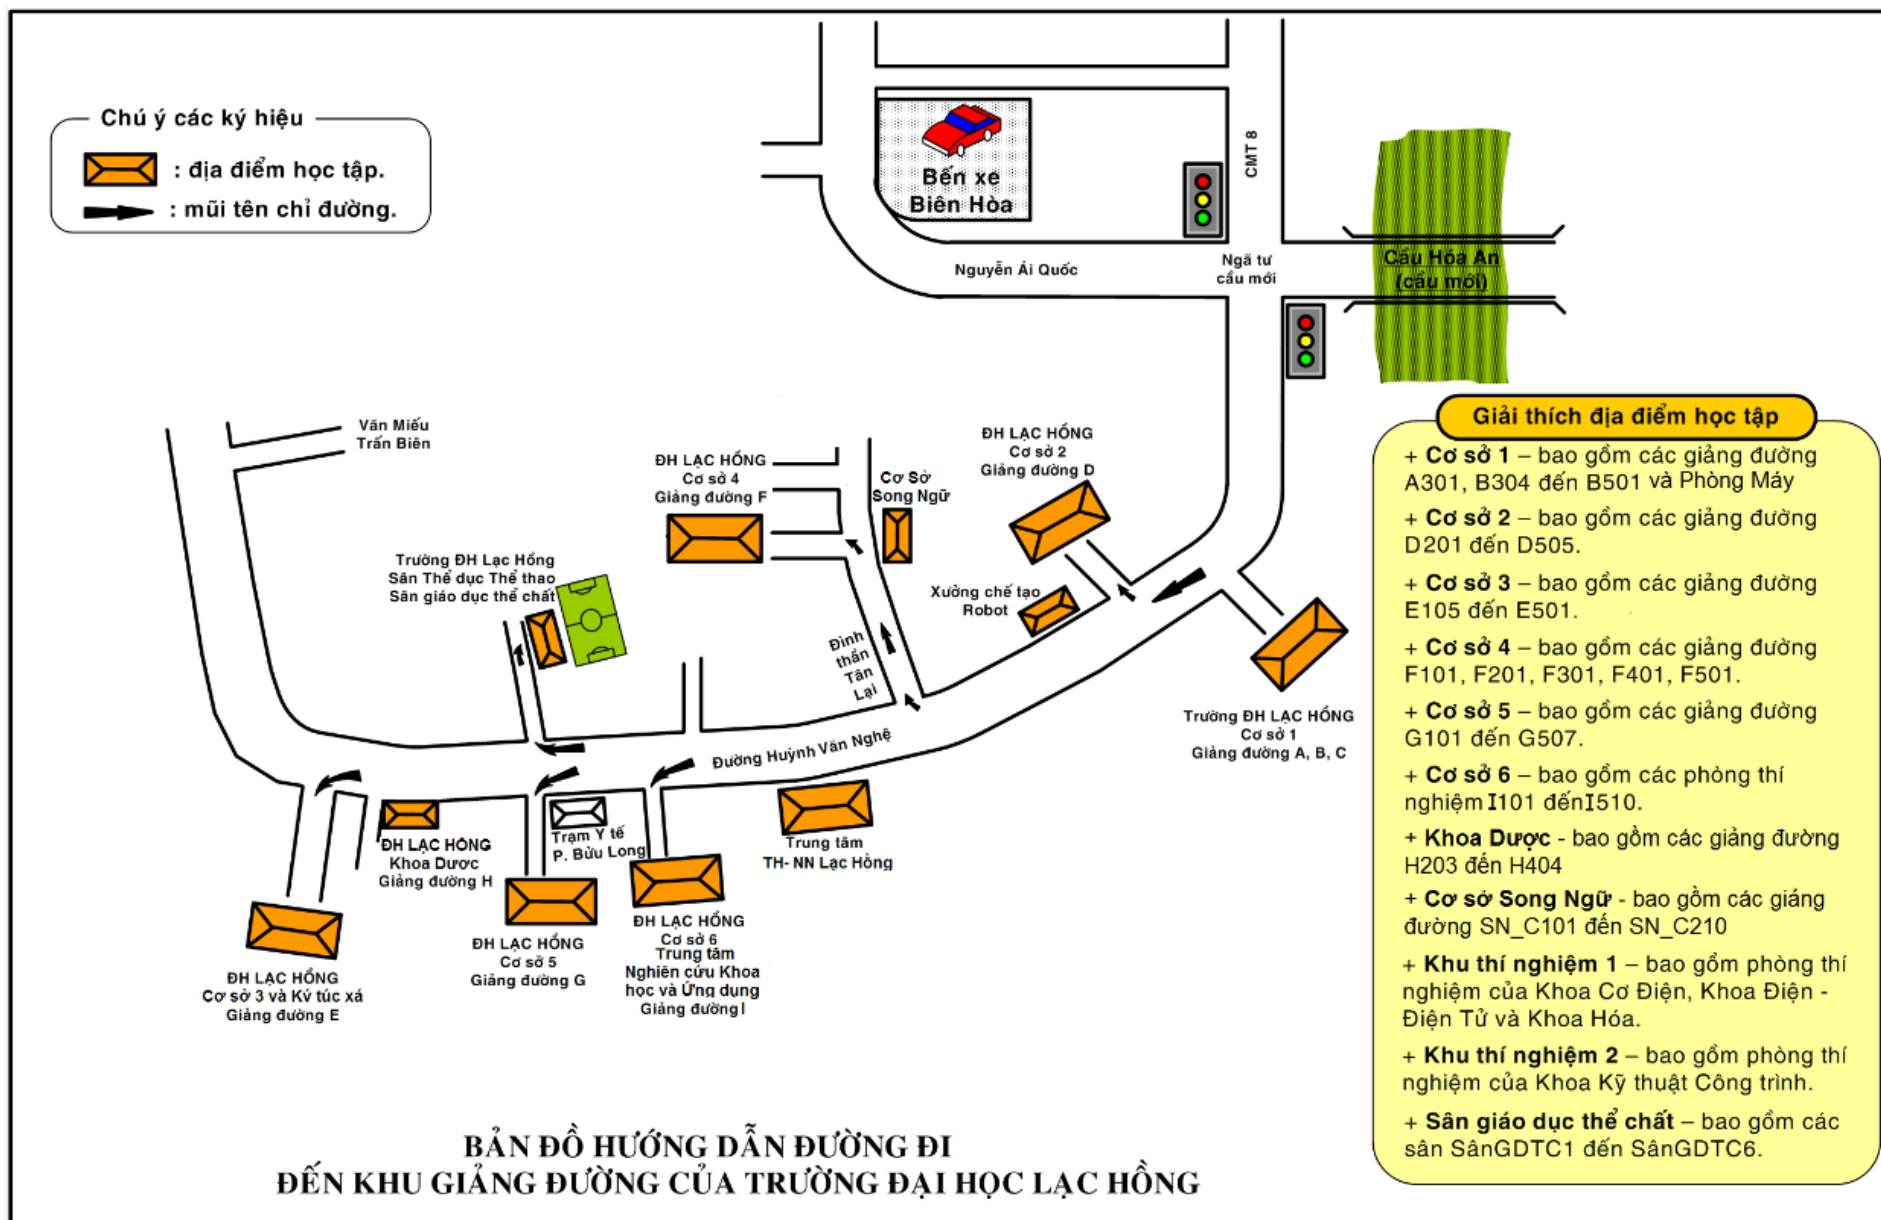 Chú ý các ký hiệu
: địa điểm học tập.
: mũi tên chỉ đường.
Bến xe
Biên Hòa
CMT 8
Nguyễn Ái Quốc
Ngã tư
cầu mới
Cầu Hóa An
(cầu mới)
Văn Miếu
Trấn Biên
ĐH LẠC HỒNG
Cơ sở 4
Giảng đường F
Cơ Sở
Song Ngữ
ĐH LẠC HỒNG
Cơ sở 2
Giảng đường D
Trường ĐH Lạc Hồng
Sân Thể dục Thể thao
Sân giáo dục thể chất
Xưởng chế tạo
Robot
Đình
thần
Tân
Lại
Trường ĐH LẠC HỒNG
Cơ sở 1
Giảng đường A, B, C
Đường Huỳnh Văn Nghệ
ĐH LẠC HỒNG
Khoa Dược
Giảng đường H
Trạm Y tế
P. Bửu Long
Trung tâm
TH- NN Lạc Hồng
ĐH LẠC HỒNG
Cơ sở 3 và Ký túc xá
Giảng đường E
ĐH LẠC HỒNG
Cơ sở 5
Giảng đường G
ĐH LẠC HỒNG
Cơ sở 6
Trung tâm
Nghiên cứu Khoa
học và Ứng dụng
Giảng đường I
Giải thích địa điểm học tập
+ Cơ sở 1 – bao gồm các giảng đường
A301, B304 đến B501 và Phòng Máy
+ Cơ sở 2 – bao gồm các giảng đường
D201 đến D505.
+ Cơ sở 3 – bao gồm các giảng đường
E105 đến E501.
+ Cơ sở 4 – bao gồm các giảng đường
F101, F201, F301, F401, F501.
+ Cơ sở 5 – bao gồm các giảng đường
G101 đến G507.
+ Cơ sở 6 – bao gồm các phòng thí
nghiệm I101 đến I510.
+ Khoa Dược - bao gồm các giảng đường
H203 đến H404
+ Cơ sở Song Ngữ - bao gồm các giảng
đường SN_C101 đến SN_C210
+ Khu thí nghiệm 1 – bao gồm phòng thí
nghiệm của Khoa Cơ Điện, Khoa Điện -
Điện Tử và Khoa Hóa.
+ Khu thí nghiệm 2 – bao gồm phòng thí
nghiệm của Khoa Kỹ thuật Công trình.
+ Sân giáo dục thể chất – bao gồm các
sân SânGDTC1 đến SânGDTC6.
BẢN ĐỒ HƯỚNG DẪN ĐƯỜNG ĐI
ĐẾN KHU GIẢNG ĐƯỜNG CỦA TRƯỜNG ĐẠI HỌC LẠC HỒNG